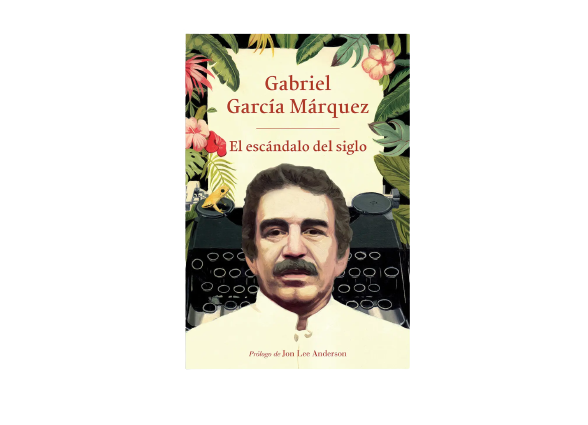 Gabriel
García Márquez
El escándalo del siglo
Prólogo de Jon Lee Anderson